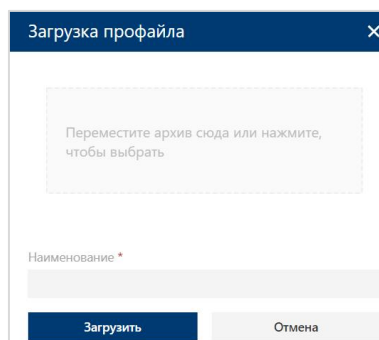 Загрузка профайла
Переместите архив сюда или нажмите,
чтобы выбрать
Наименование *
Загрузить Отмена